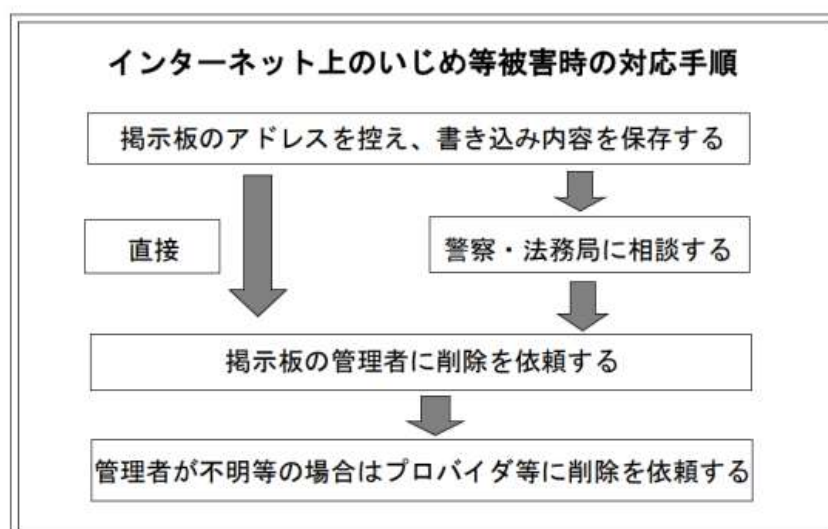 インターネット上のいじめ等被害時の対応手順
掲示板のアドレスを控え、書き込み内容を保存する
直接
警察・法務局に相談する
掲示板の管理者に削除を依頼する
管理者が不明等の場合はプロバイダ等に削除を依頼する